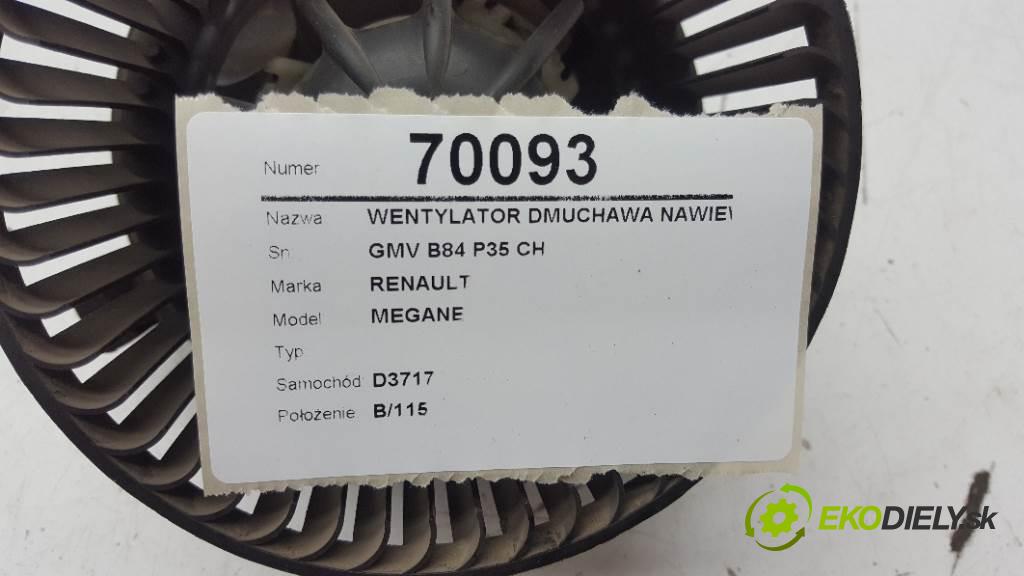 Numer 70093
Nazwa WENTYLATOR DMUCHAWA NAWIEW
Sn. GMV B84 P35 CH
Marka RENAULT
Model MEGANE
Typ
Samochód D3717
Położenie B/115
EKODIELY.sk